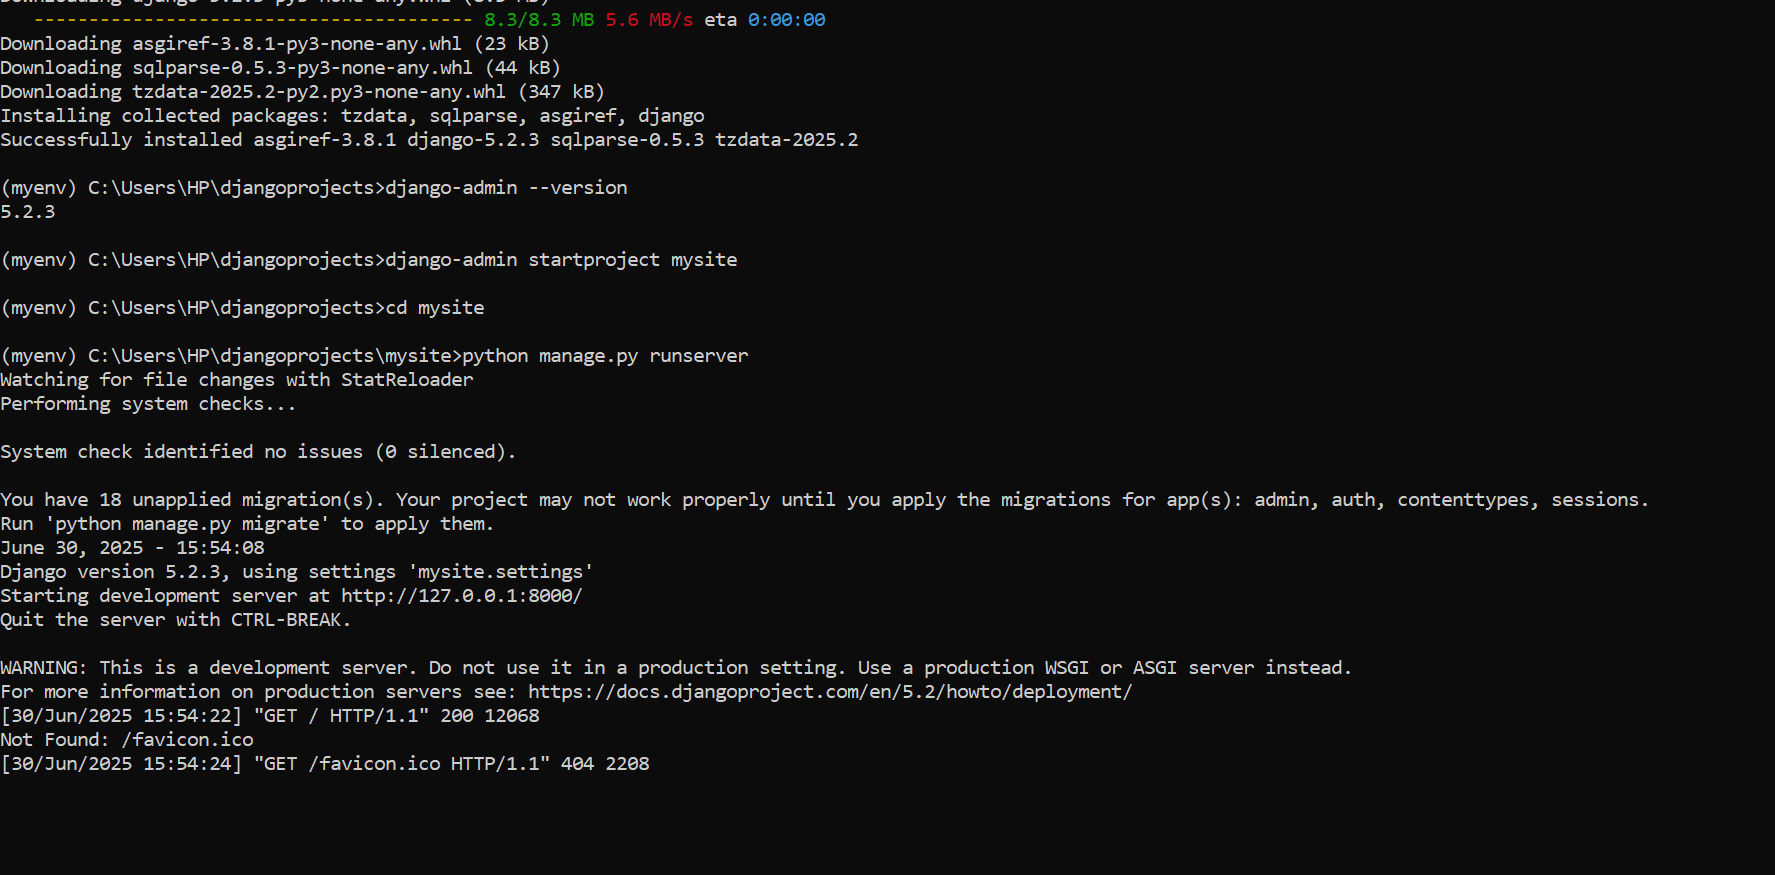 Downloading django-5.2.3-py3-none-any.whl (8.3 MB)
---------------------------------------- 8.3/8.3 MB 5.6 MB/s eta 0:00:00
Downloading asgiref-3.8.1-py3-none-any.whl (23 kB)
Downloading sqlparse-0.5.3-py3-none-any.whl (44 kB)
Downloading tzdata-2025.2-py2.py3-none-any.whl (347 kB)
Installing collected packages: tzdata, sqlparse, asgiref, django
Successfully installed asgiref-3.8.1 django-5.2.3 sqlparse-0.5.3 tzdata-2025.2
(myenv) C:\Users\HP\djangoprojects>django-admin --version
5.2.3
(myenv) C:\Users\HP\djangoprojects>django-admin startproject mysite
(myenv) C:\Users\HP\djangoprojects>cd mysite
(myenv) C:\Users\HP\djangoprojects\mysite>python manage.py runserver
Watching for file changes with StatReloader
Performing system checks...
System check identified no issues (0 silenced).
You have 18 unapplied migration(s). Your project may not work properly until you apply the migrations for app(s): admin, auth, contenttypes, sessions.
Run 'python manage.py migrate' to apply them.
June 30, 2025 - 15:54:08
Django version 5.2.3, using settings 'mysite.settings'
Starting development server at http://127.0.0.1:8000/
Quit the server with CTRL-BREAK.
WARNING: This is a development server. Do not use it in a production setting. Use a production WSGI or ASGI server instead.
For more information on production servers see: https://docs.djangoproject.com/en/5.2/howto/deployment/
[30/Jun/2025 15:54:22] "GET / HTTP/1.1" 200 12068
Not Found: /favicon.ico
[30/Jun/2025 15:54:24] "GET /favicon.ico HTTP/1.1" 404 2208